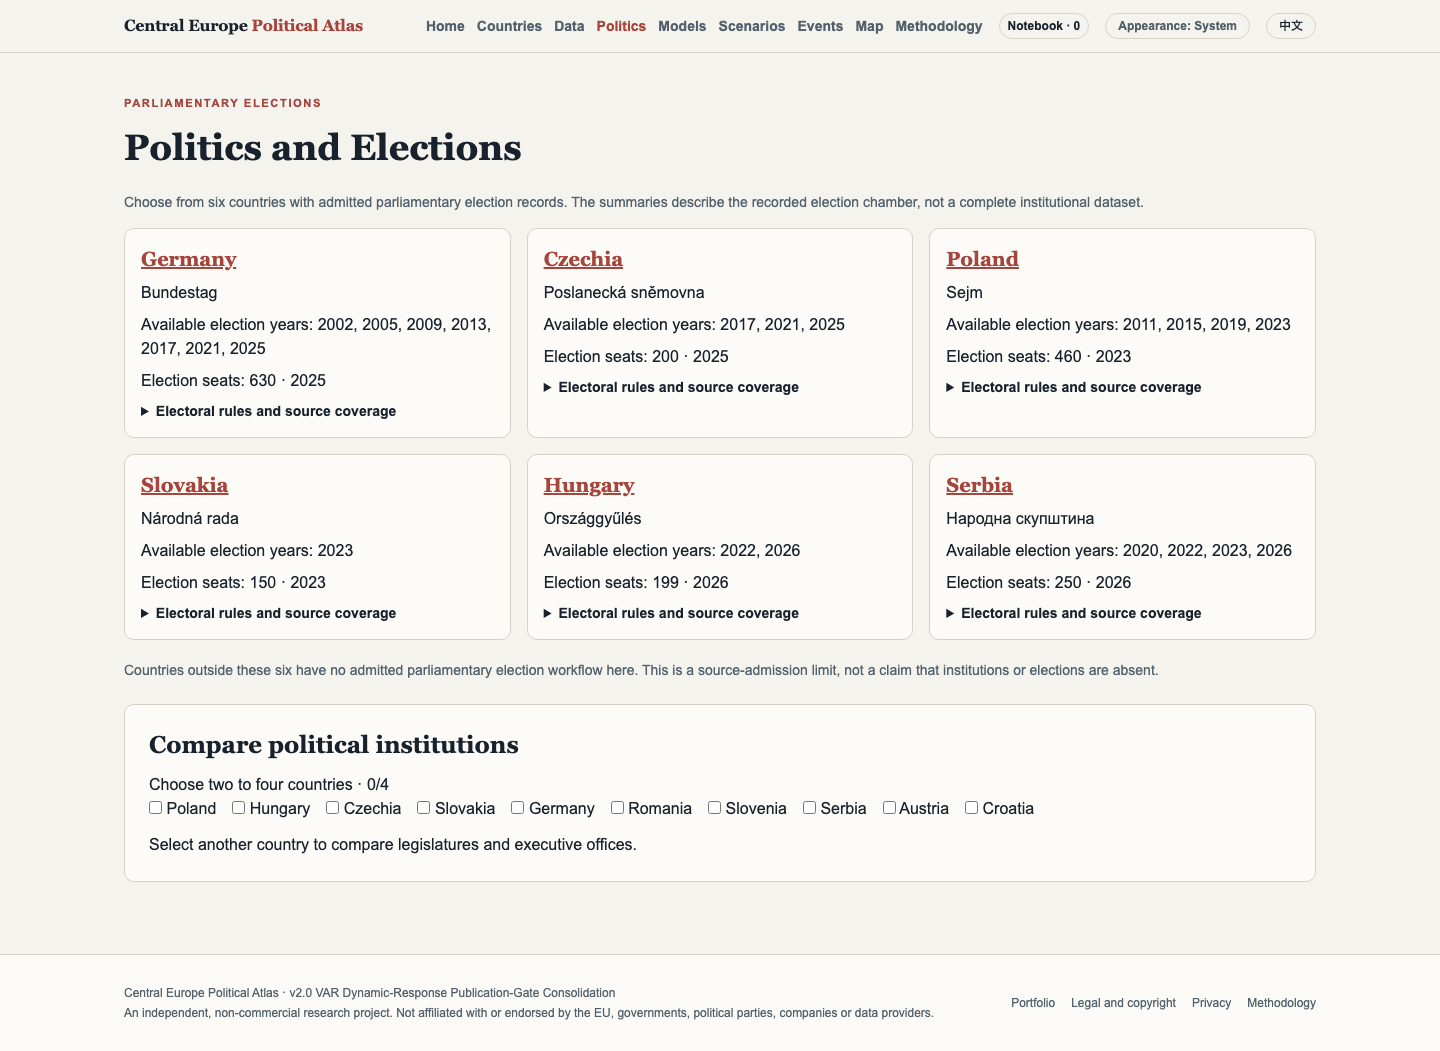 Central Europe Political Atlas
Home Countries Data Politics Models Scenarios Events Map Methodology Notebook · 0 Appearance: System 中文
PARLIAMENTARY ELECTIONS
Politics and Elections
Choose from six countries with admitted parliamentary election records. The summaries describe the recorded election chamber, not a complete institutional dataset.
Germany
Bundestag
Available election years: 2002, 2005, 2009, 2013,
2017, 2021, 2025
Election seats: 630 · 2025
Electoral rules and source coverage
Czechia
Poslanecká sněmovna
Available election years: 2017, 2021, 2025
Election seats: 200 · 2025
Electoral rules and source coverage
Poland
Sejm
Available election years: 2011, 2015, 2019, 2023
Election seats: 460 · 2023
Electoral rules and source coverage
Slovakia
Národná rada
Available election years: 2023
Election seats: 150 · 2023
Electoral rules and source coverage
Hungary
Országgyűlés
Available election years: 2022, 2026
Election seats: 199 · 2026
Electoral rules and source coverage
Serbia
Народна скупштина
Available election years: 2020, 2022, 2023, 2026
Election seats: 250 · 2026
Electoral rules and source coverage
Countries outside these six have no admitted parliamentary election workflow here. This is a source-admission limit, not a claim that institutions or elections are absent.
Compare political institutions
Choose two to four countries · 0/4
Poland Hungary Czechia Slovakia Germany Romania Slovenia Serbia Austria Croatia
Select another country to compare legislatures and executive offices.
Central Europe Political Atlas · v2.0 VAR Dynamic-Response Publication-Gate Consolidation
An independent, non-commercial research project. Not affiliated with or endorsed by the EU, governments, political parties, companies or data providers.
Portfolio Legal and copyright Privacy Methodology